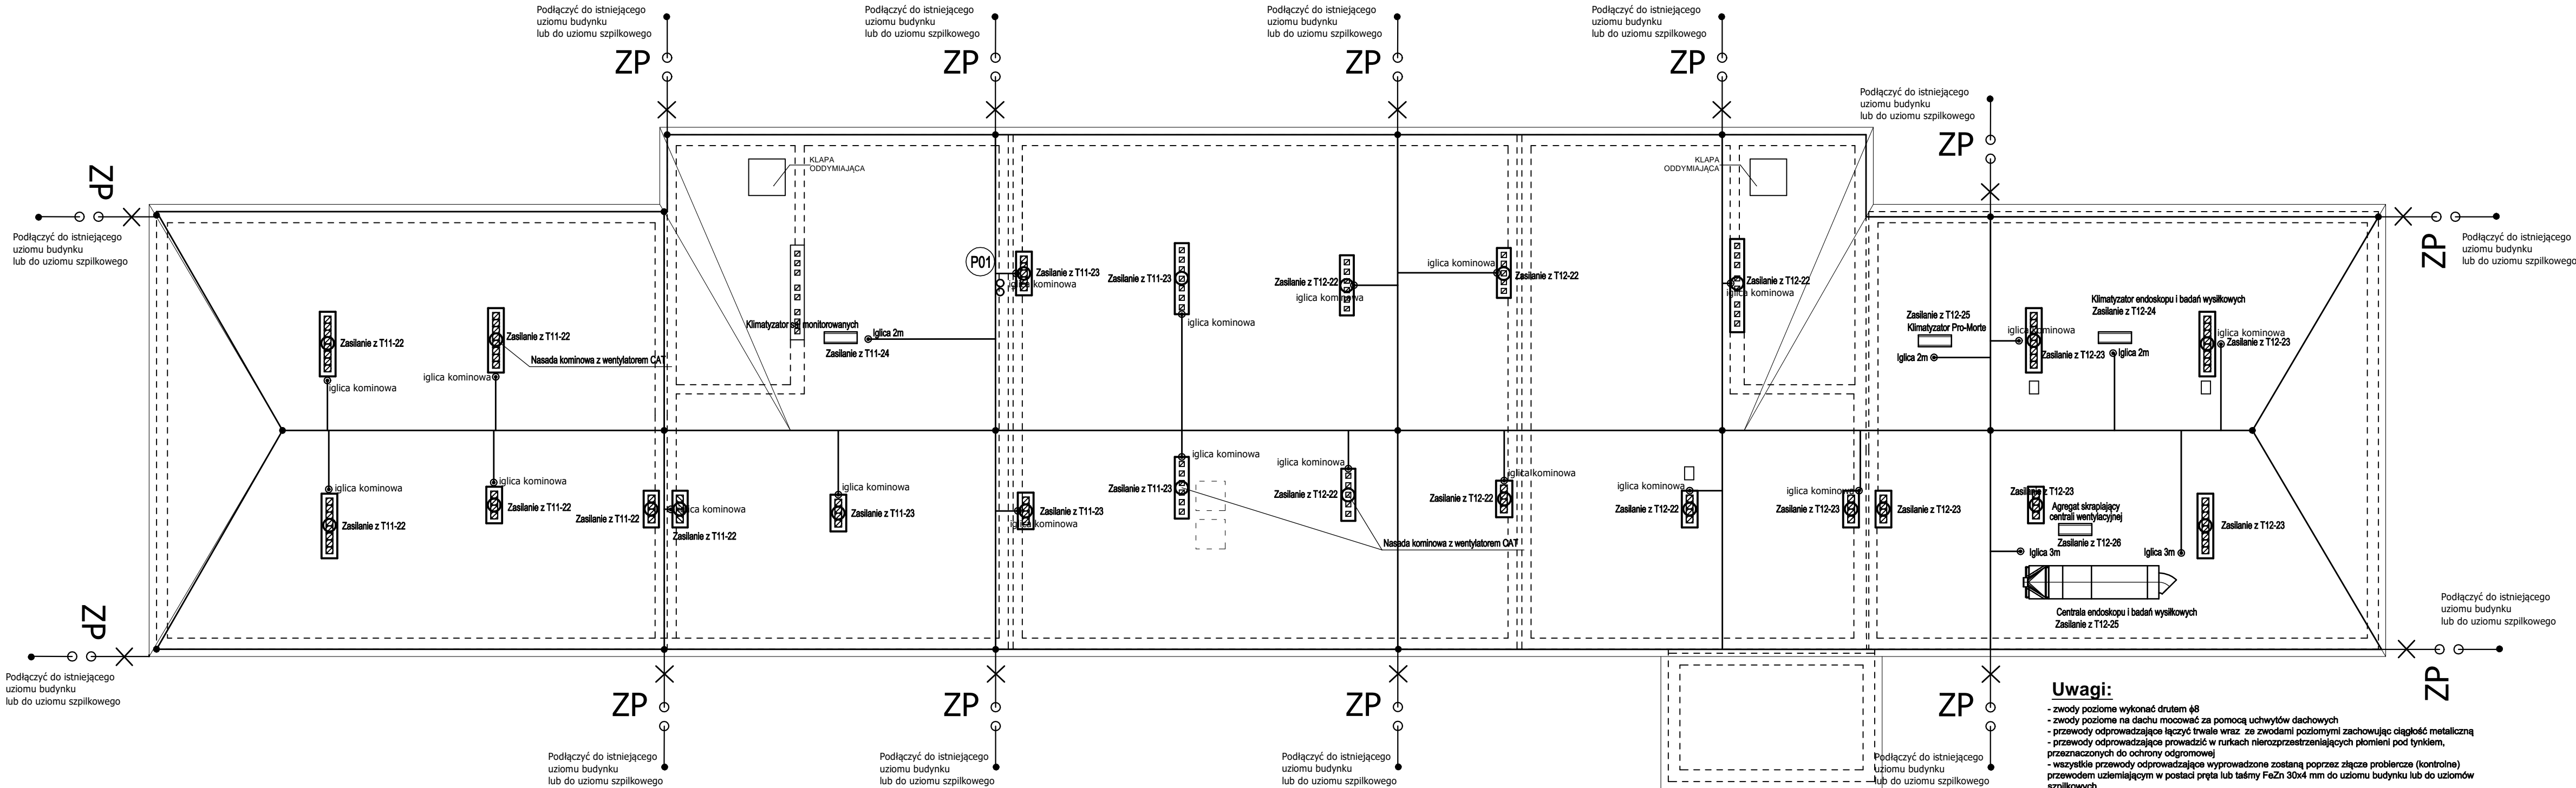 Podłączyć do istniejącego
uziomu budynku
lub do uziomu szpilkowego
ZP
Podłączyć do istniejącego
uziomu budynku
lub do uziomu szpilkowego
ZP
Podłączyć do istniejącego
uziomu budynku
lub do uziomu szpilkowego
ZP
Podłączyć do istniejącego
uziomu budynku
lub do uziomu szpilkowego
ZP
Podłączyć do istniejącego
uziomu budynku
lub do uziomu szpilkowego
ZP
ZP
Podłączyć do istniejącego
uziomu budynku
lub do uziomu szpilkowego
ZP
Podłączyć do istniejącego
uziomu budynku
lub do uziomu szpilkowego
KLAPA
ODDYMIAJĄCA
KLAPA
ODDYMIAJĄCA
P01
Zasilanie z T11-23
iglica kominowa
Zasilanie z T11-23
iglica kominowa
Zasilanie z T12-22
iglica kominowa
iglica kominowa
Zasilanie z T12-22
Zasilanie z T12-22
iglica kominowa
Zasilanie z T11-22
iglica kominowa
Zasilanie z T11-22
Nasada kominowa z wentylatorem CAT
iglica kominowa
Klimatyzator sal monitorowanych
Iglica 2m
Zasilanie z T11-24
Zasilanie z T12-25
Klimatyzator Pro-Morte
Iglica 2m
iglica kominowa
Zasilanie z T12-23
Klimatyzator endoskopu i badań wysiłkowych
Zasilanie z T12-24
Iglica 2m
iglica kominowa
Zasilanie z T12-23
iglica kominowa
Zasilanie z T11-22
iglica kominowa
Zasilanie z T11-22
Zasilanie z T11-22
iglica kominowa
Zasilanie z T11-22
iglica kominowa
Zasilanie z T11-23
Zasilanie z T11-23
iglica kominowa
iglica kominowa
Zasilanie z T11-23
iglica kominowa
Zasilanie z T12-22
iglica kominowa
Zasilanie z T12-22
Nasada kominowa z wentylatorem CAT
iglica kominowa
Zasilanie z T12-22
iglica kominowa
Zasilanie z T12-23
Zasilanie z T12-23
Zasilanie z T12-23
Agregat skraplający
centrali wentylacyjnej
Zasilanie z T12-26
Iglica 3m
Iglica 3m
Zasilanie z T12-23
Centrala endoskopu i badań wysiłkowych
Zasilanie z T12-25
ZP
Podłączyć do istniejącego
uziomu budynku
lub do uziomu szpilkowego
Podłączyć do istniejącego
uziomu budynku
lub do uziomu szpilkowego
ZP
ZP
Podłączyć do istniejącego
uziomu budynku
lub do uziomu szpilkowego
ZP
Podłączyć do istniejącego
uziomu budynku
lub do uziomu szpilkowego
ZP
Podłączyć do istniejącego
uziomu budynku
lub do uziomu szpilkowego
ZP
Podłączyć do istniejącego
uziomu budynku
lub do uziomu szpilkowego
Uwagi:
- zwody poziome wykonać drutem ϕ8
- zwody poziome na dachu mocować za pomocą uchwytów dachowych
- przewody odprowadzające łączyć trwale wraz ze zwodami poziomymi zachowując ciągłość metaliczną
- przewody odprowadzające prowadzić w rurkach nierozprzestrzeniających płomieni pod tynkiem,
przeznaczonych do ochrony odgromowej
- wszystkie przewody odprowadzające wyprowadzone zostaną poprzez złącze probiercze (kontrolne)
przewodem uziemiającym w postaci pręta lub taśmy FeZn 30x4 mm do uziomu budynku lub do uziomów
szpilkowych